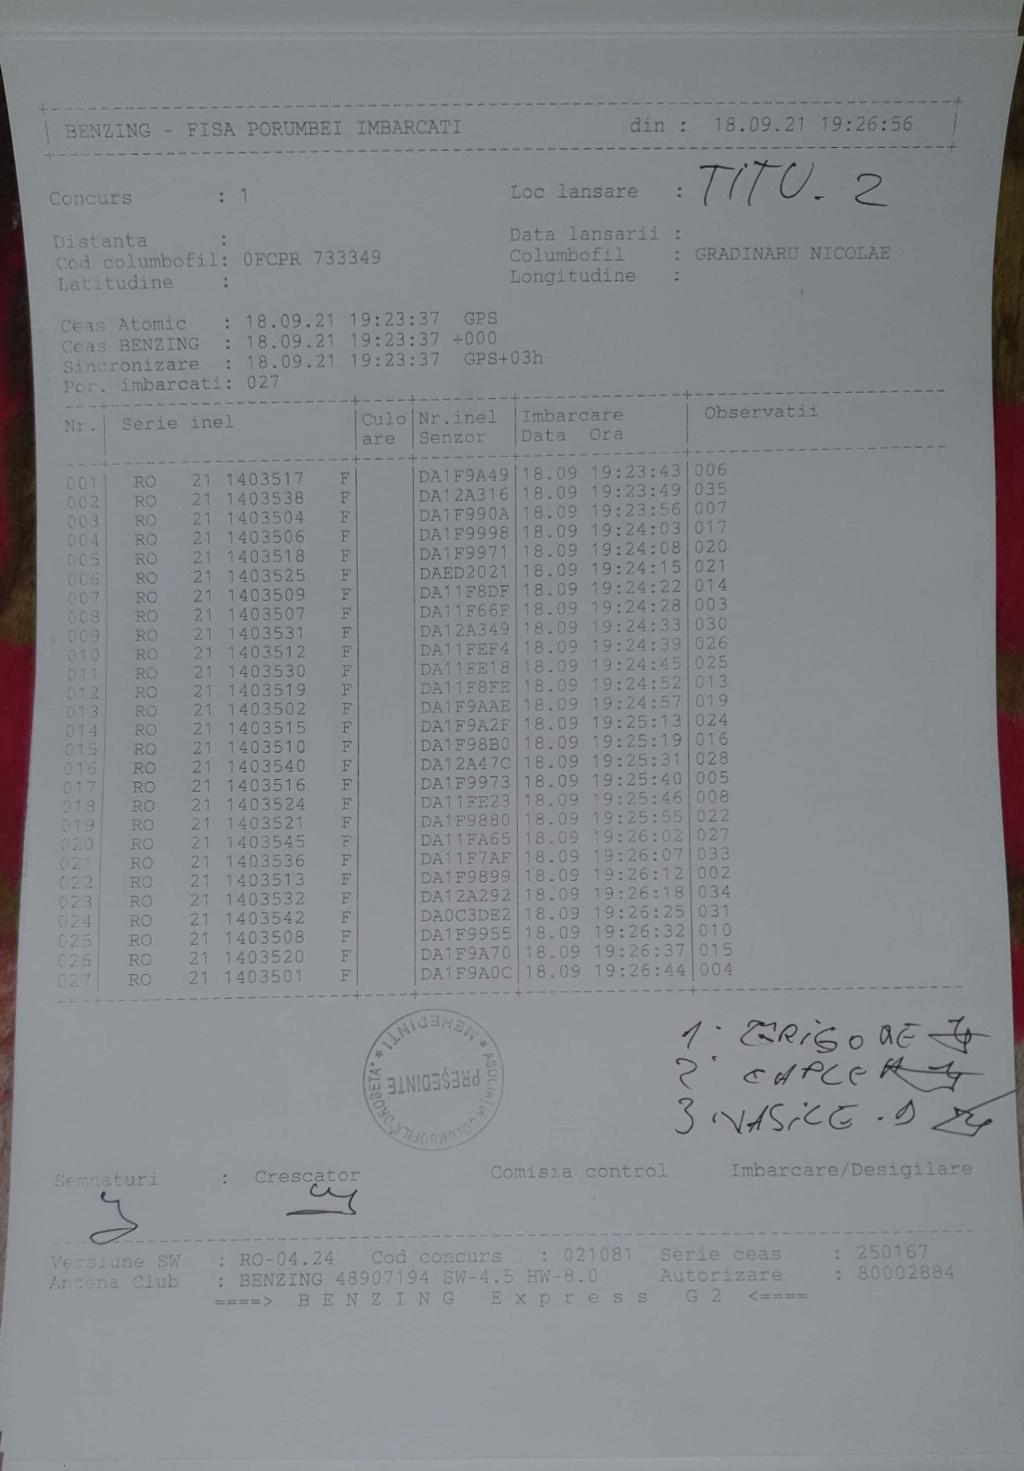 BENZING - FISA PORUMBEI IMBARCATI din : 18.09.21 19:26:56
Concurs : 1 Loc lansare : TITU. 2
Distanta : Data lansarii :
Cod columbofil: 0FCPR 733349 Columbofil : GRADINARU NICOLAE
Latitudine : Longitudine :
Ceas Atomic : 18.09.21 19:23:37 GPS
Ceas BENZING : 18.09.21 19:23:37 +000
Sincronizare : 18.09.21 19:23:37 GPS+03h
Por. imbarcati: 027
Nr. Serie inel Culo Nr.inel Imbarcare Observatii
are Senzor Data Ora
001 RO 21 1403517 F DA1F9A49 18.09 19:23:43 006
002 RO 21 1403538 F DA12A316 18.09 19:23:49 035
003 RO 21 1403504 F DA1F990A 18.09 19:23:56 007
004 RO 21 1403506 F DA1F9998 18.09 19:24:03 017
005 RO 21 1403518 F DA1F9971 18.09 19:24:08 020
006 RO 21 1403525 F DAED2021 18.09 19:24:15 021
007 RO 21 1403509 F DA11F8DF 18.09 19:24:22 014
008 RO 21 1403507 F DA11F66F 18.09 19:24:28 003
009 RO 21 1403531 F DA12A349 18.09 19:24:33 030
010 RO 21 1403512 F DA11FEF4 18.09 19:24:39 026
011 RO 21 1403530 F DA11FE18 18.09 19:24:45 025
012 RO 21 1403519 F DA11F8FE 18.09 19:24:52 013
013 RO 21 1403502 F DA1F9AAE 18.09 19:24:57 019
014 RO 21 1403515 F DA1F9A2F 18.09 19:25:13 024
015 RO 21 1403510 F DA1F98B0 18.09 19:25:19 016
016 RO 21 1403540 F DA12A47C 18.09 19:25:31 028
017 RO 21 1403516 F DA1F9973 18.09 19:25:40 005
018 RO 21 1403524 F DA11FE23 18.09 19:25:46 008
019 RO 21 1403521 F DA1F9880 18.09 19:25:55 022
020 RO 21 1403545 F DA11FA65 18.09 19:26:02 027
021 RO 21 1403536 F DA11F7AF 18.09 19:26:07 033
022 RO 21 1403513 F DA1F9899 18.09 19:26:12 002
023 RO 21 1403532 F DA12A292 18.09 19:26:18 034
024 RO 21 1403542 F DA0C3DE2 18.09 19:26:25 031
025 RO 21 1403508 F DA1F9955 18.09 19:26:32 010
026 RO 21 1403520 F DA1F9A70 18.09 19:26:37 015
027 RO 21 1403501 F DA1F9A0C 18.09 19:26:44 004
ASOCIATIA COLUMBOFILA "DROBETA" * MEHEDINTI *
PREŞEDINTE
1. GRIGORE
2
3 VASILE . D
Semnaturi : Crescator Comisia control Imbarcare/Desigilare
Versiune SW : RO-04.24 Cod concurs : 021081 Serie ceas : 250167
Antena Club : BENZING 48907194 SW-4.5 HW-8.0 Autorizare : 80002884
====> B E N Z I N G E x p r e s s G 2 <====